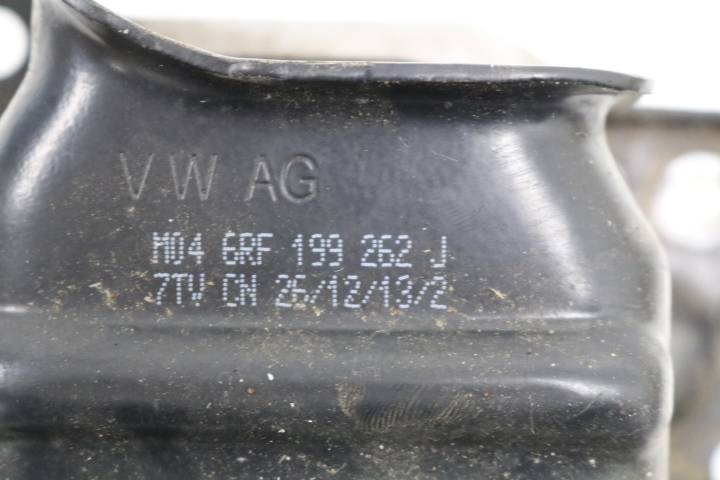 VW AG
M04 6RF 199 262 J
7TV CN 26/12/13/2